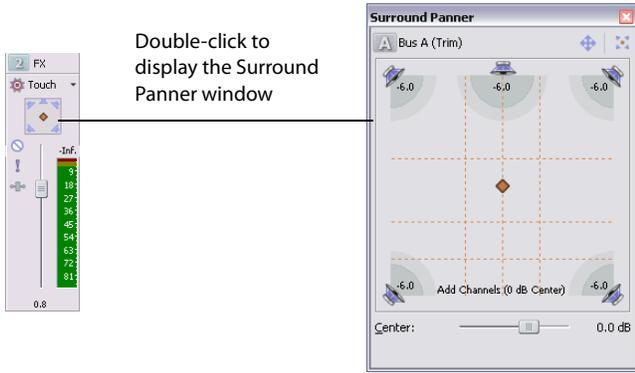 2 FX
Touch
-Inf.
9
18
27
36
45
54
63
72
81
0.8
Double-click to
display the Surround
Panner window
Surround Panner
A Bus A (Trim)
-6.0 -6.0 -6.0
-6.0 Add Channels (0 dB Center) -6.0
Center: 0.0 dB